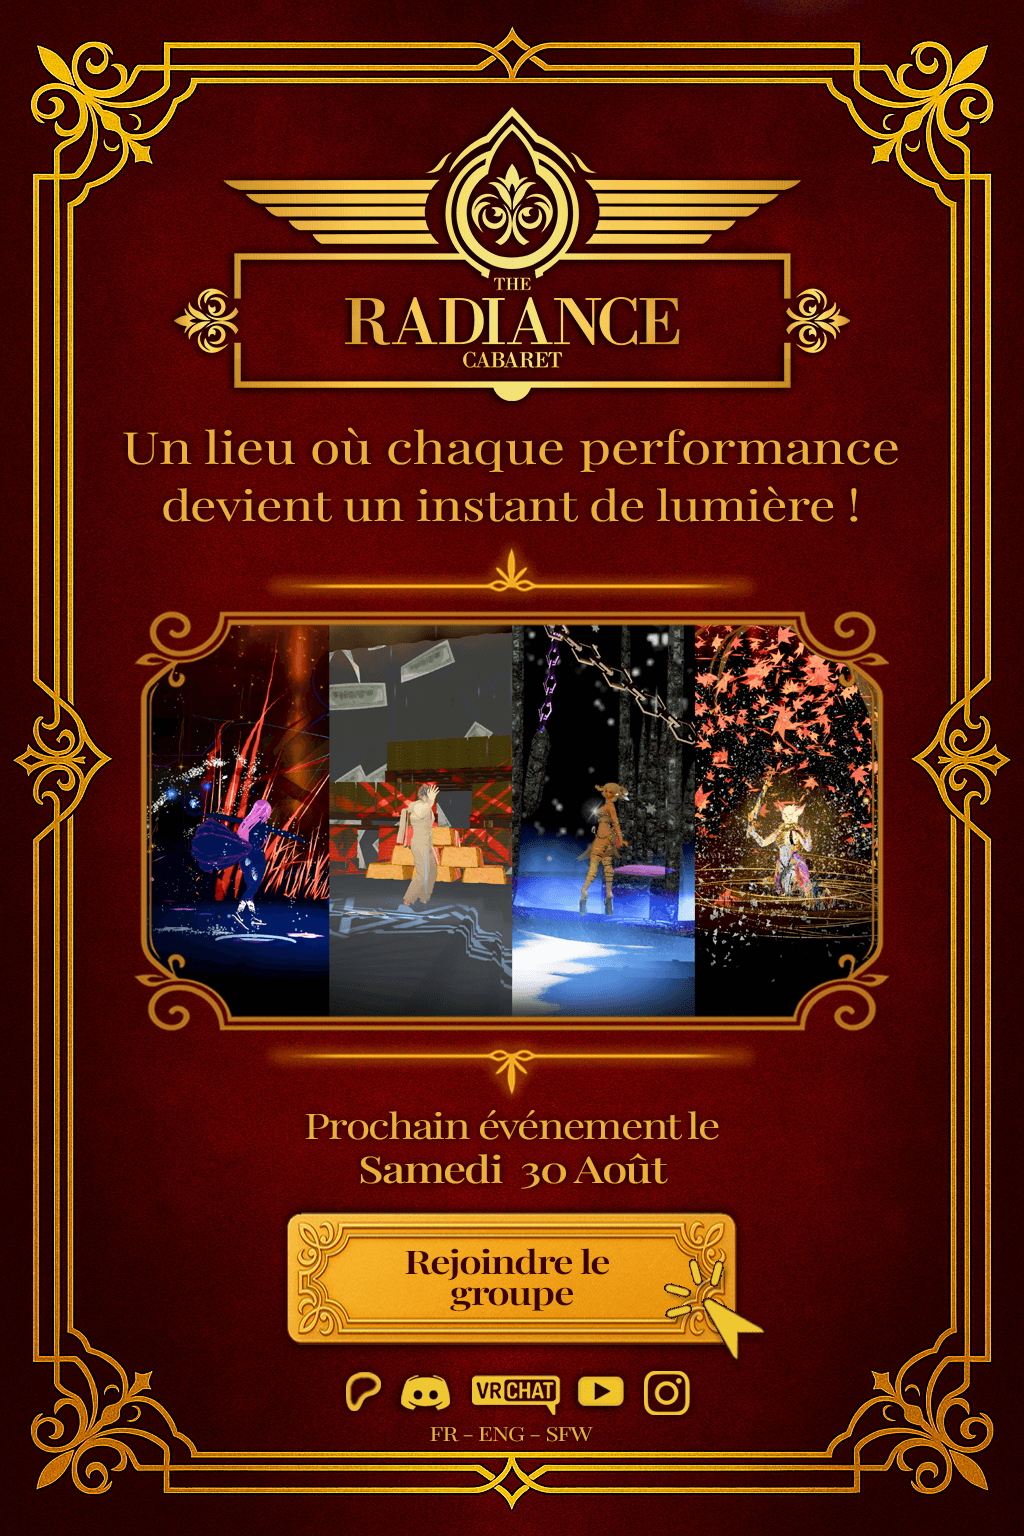 THE
RADIANCE
CABARET
Un lieu où chaque performance
devient un instant de lumière !
Prochain événement le
Samedi 30 Août
Rejoindre le
groupe
VRCHAT
FR - ENG - SFW